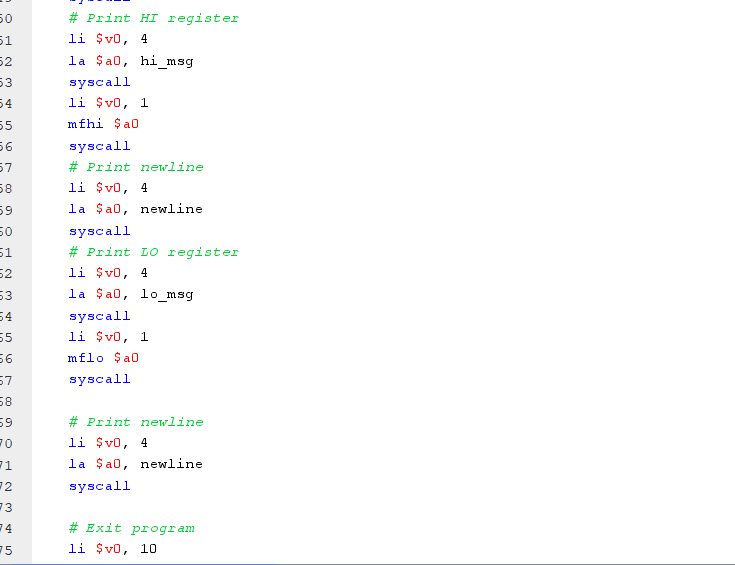 49 syscall
50 # Print HI register
51 li $v0, 4
52 la $a0, hi_msg
53 syscall
54 li $v0, 1
55 mfhi $a0
56 syscall
57 # Print newline
58 li $v0, 4
59 la $a0, newline
60 syscall
61 # Print LO register
62 li $v0, 4
63 la $a0, lo_msg
64 syscall
65 li $v0, 1
66 mflo $a0
67 syscall
68
69 # Print newline
70 li $v0, 4
71 la $a0, newline
72 syscall
73
74 # Exit program
75 li $v0, 10